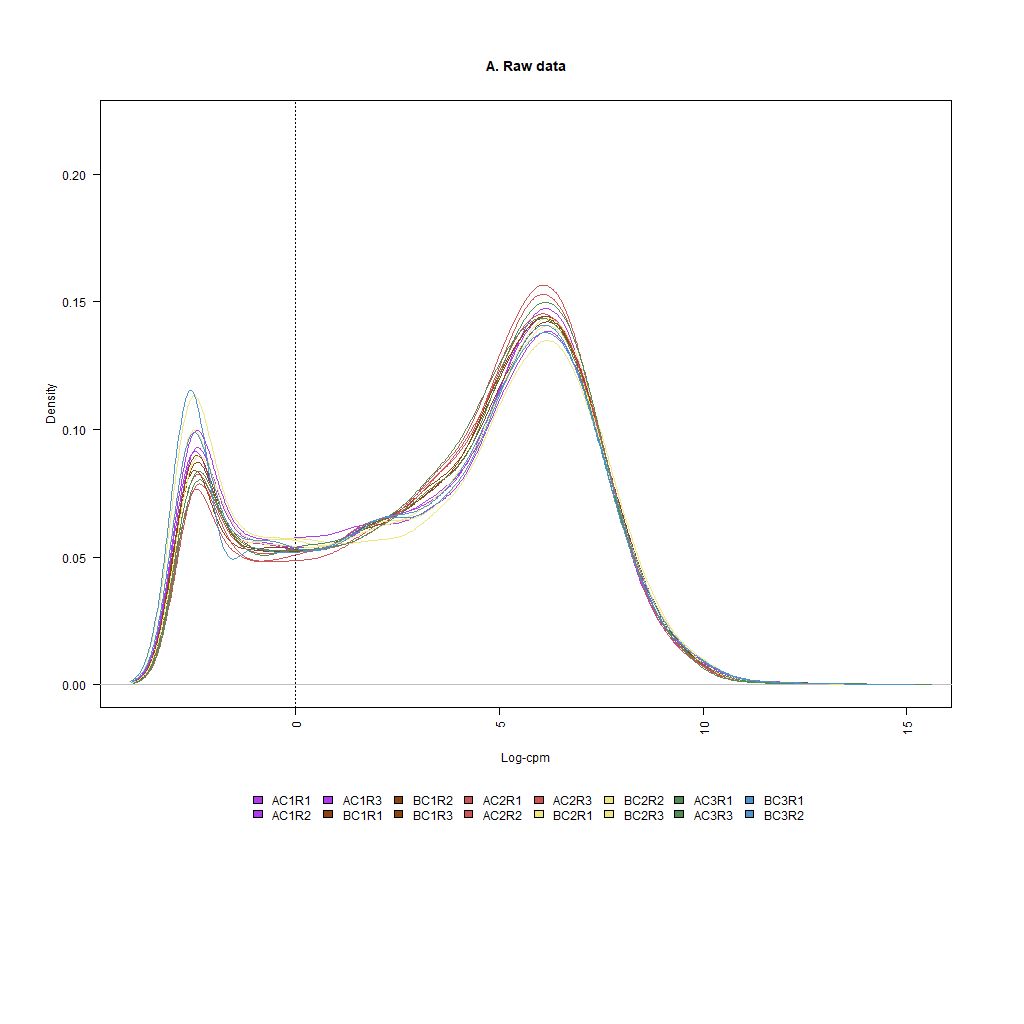 A. Raw data
0.20
0.15
0.10
0.05
0.00
Density
0 5 10 15
Log-cpm
AC1R1 AC1R3 BC1R2 AC2R1 AC2R3 BC2R2 AC3R1 BC3R1
AC1R2 BC1R1 BC1R3 AC2R2 BC2R1 BC2R3 AC3R3 BC3R2